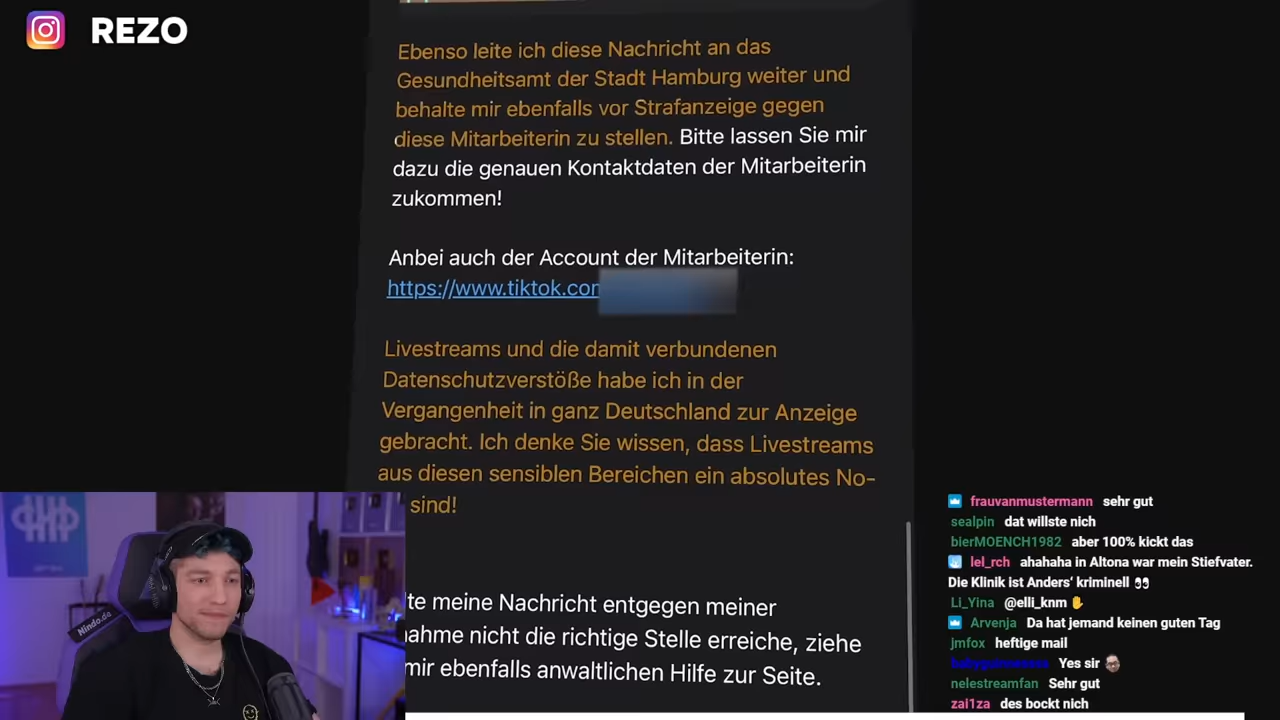 REZO
Ebenso leite ich diese Nachricht an das
Gesundheitsamt der Stadt Hamburg weiter und
behalte mir ebenfalls vor Strafanzeige gegen
diese Mitarbeiterin zu stellen. Bitte lassen Sie mir
dazu die genauen Kontaktdaten der Mitarbeiterin
zukommen!
Anbei auch der Account der Mitarbeiterin:
https://www.tiktok.com
Livestreams und die damit verbundenen
Datenschutzverstöße habe ich in der
Vergangenheit in ganz Deutschland zur Anzeige
gebracht. Ich denke Sie wissen, dass Livestreams
aus diesen sensiblen Bereichen ein absolutes No-
sind!
meine Nachricht entgegen meiner
nicht die richtige Stelle erreiche, ziehe
mir ebenfalls anwaltlichen Hilfe zur Seite.
Nindo.de
frauvanmustermann sehr gut
sealpin dat willste nich
bierMOENCH1982 aber 100% kickt das
lel_rch ahahaha in Altona war mein Stiefvater.
Die Klinik ist Anders‘ kriminell 👀
Li_Yina @elli_knm ✋
Arvenja Da hat jemand keinen guten Tag
jmfox heftige mail
Yes sir
nelestreamfan Sehr gut
zai1za des bockt nich